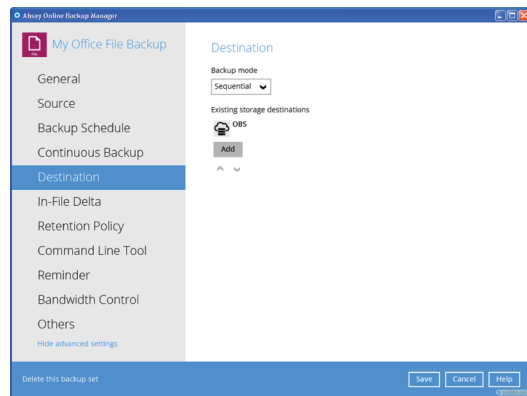 Ahsay Online Backup Manager
File
My Office File Backup
General
Source
Backup Schedule
Continuous Backup
Destination
In-File Delta
Retention Policy
Command Line Tool
Reminder
Bandwidth Control
Others
Hide advanced settings
Destination
Backup mode
Sequential
Existing storage destinations
OBS
Add
Delete this backup set
Save
Cancel
Help